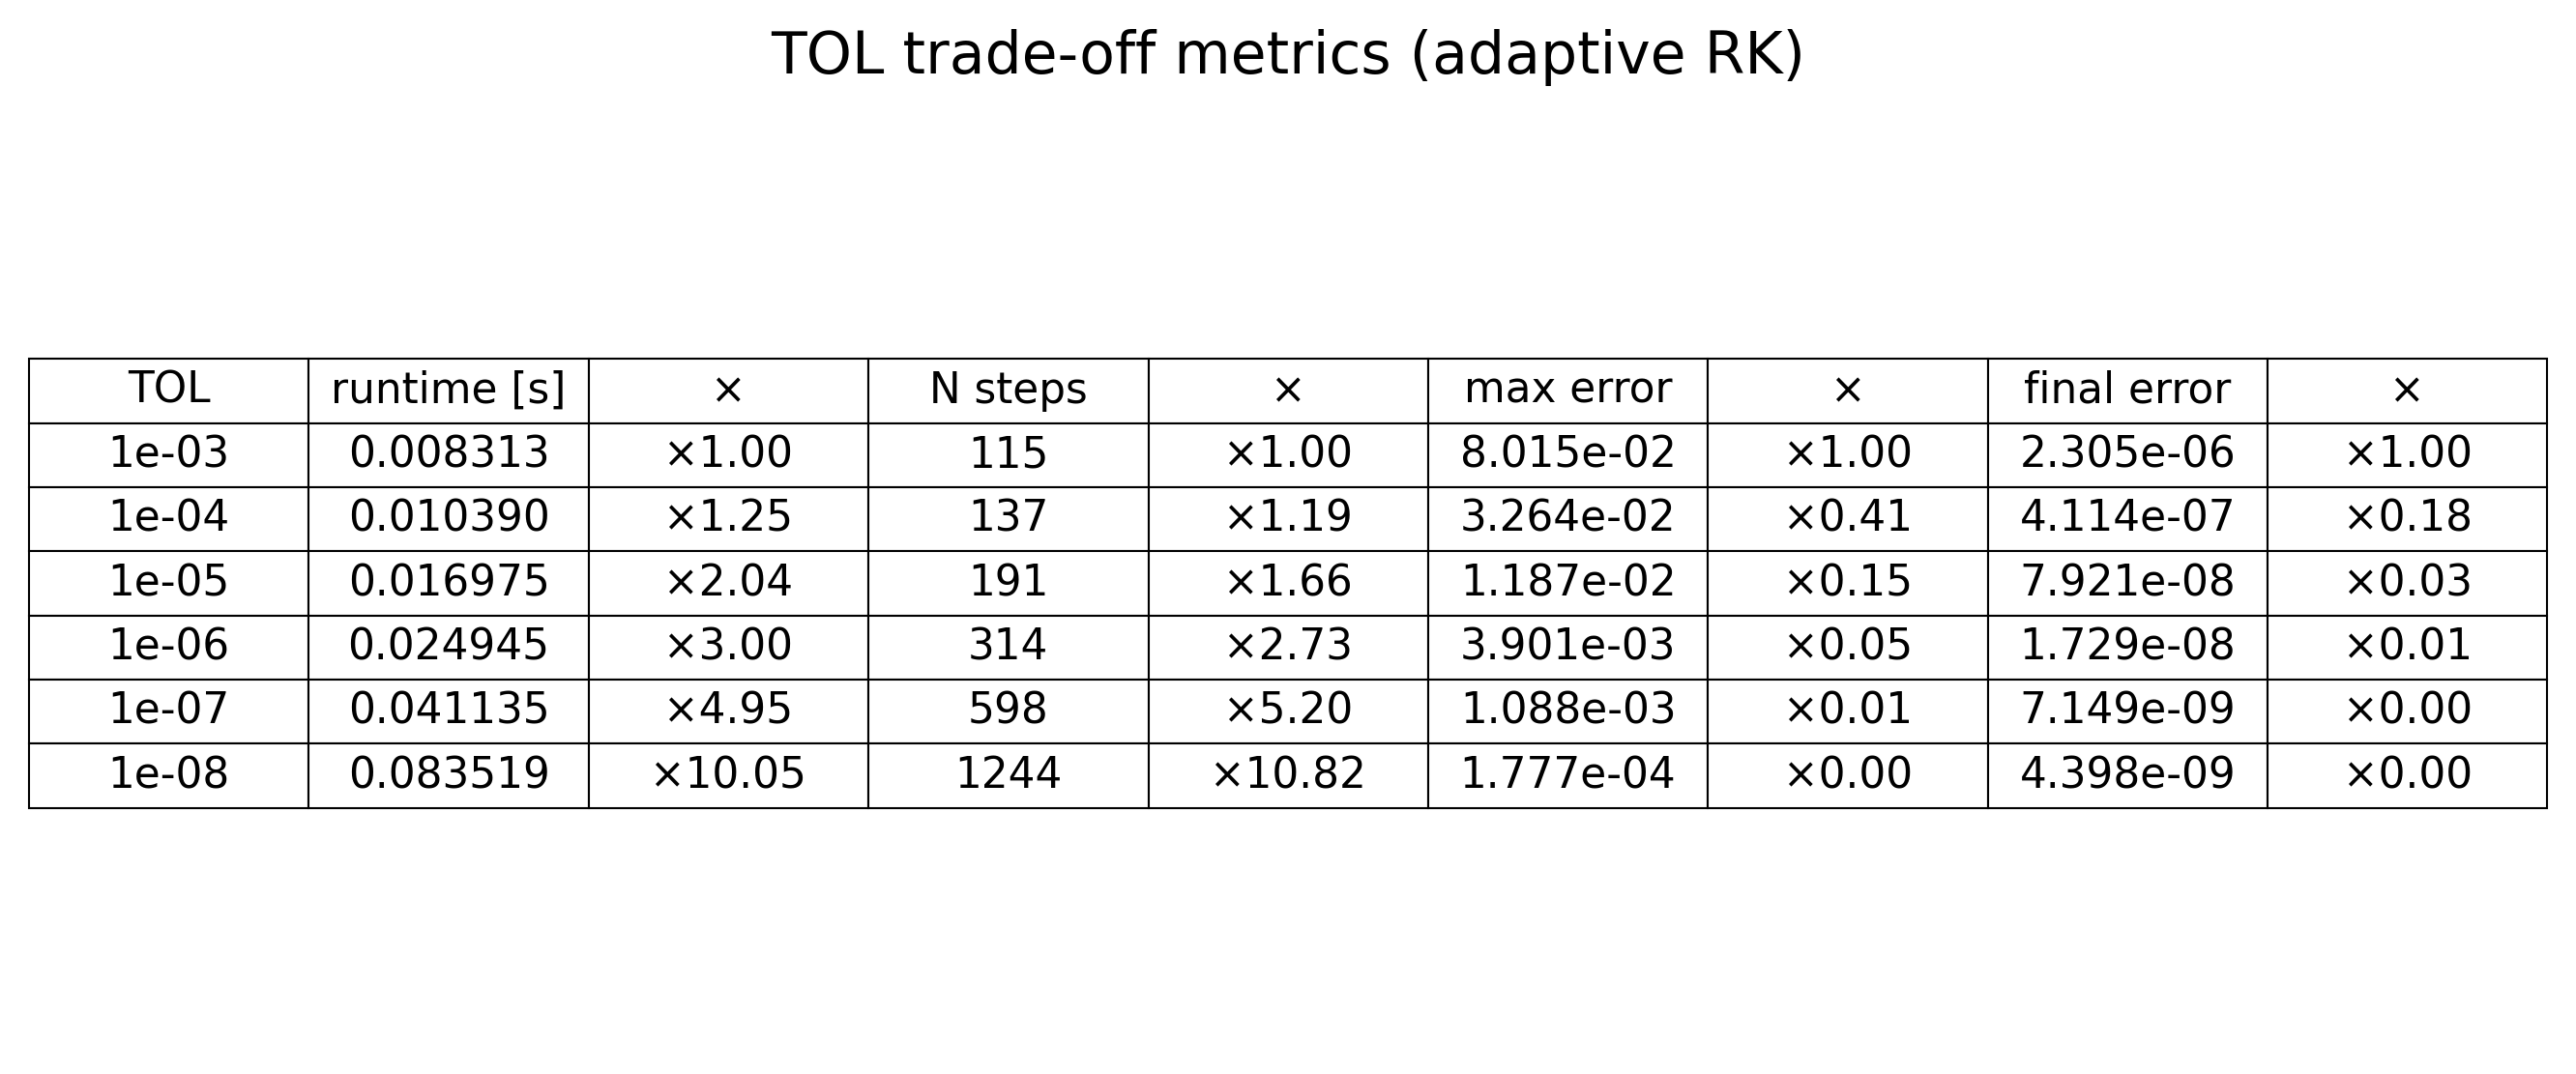 TOL trade-off metrics (adaptive RK)
TOL runtime [s] × N steps × max error × final error ×
1e-03 0.008313 ×1.00 115 ×1.00 8.015e-02 ×1.00 2.305e-06 ×1.00
1e-04 0.010390 ×1.25 137 ×1.19 3.264e-02 ×0.41 4.114e-07 ×0.18
1e-05 0.016975 ×2.04 191 ×1.66 1.187e-02 ×0.15 7.921e-08 ×0.03
1e-06 0.024945 ×3.00 314 ×2.73 3.901e-03 ×0.05 1.729e-08 ×0.01
1e-07 0.041135 ×4.95 598 ×5.20 1.088e-03 ×0.01 7.149e-09 ×0.00
1e-08 0.083519 ×10.05 1244 ×10.82 1.777e-04 ×0.00 4.398e-09 ×0.00